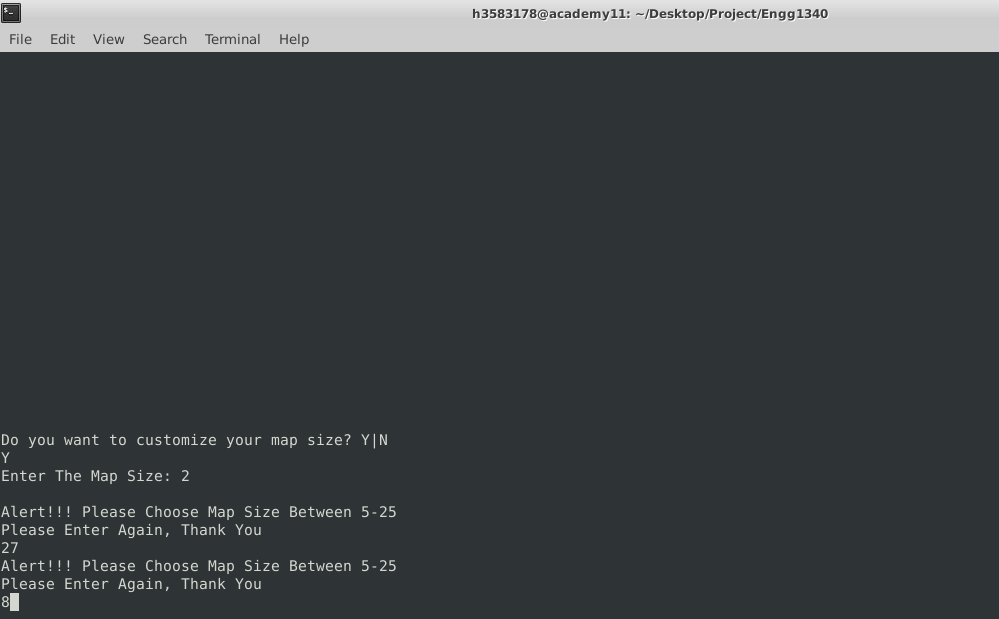 h3583178@academy11: ~/Desktop/Project/Engg1340
File Edit View Search Terminal Help
Do you want to customize your map size? Y|N
Y
Enter The Map Size: 2
Alert!!! Please Choose Map Size Between 5-25
Please Enter Again, Thank You
27
Alert!!! Please Choose Map Size Between 5-25
Please Enter Again, Thank You
8